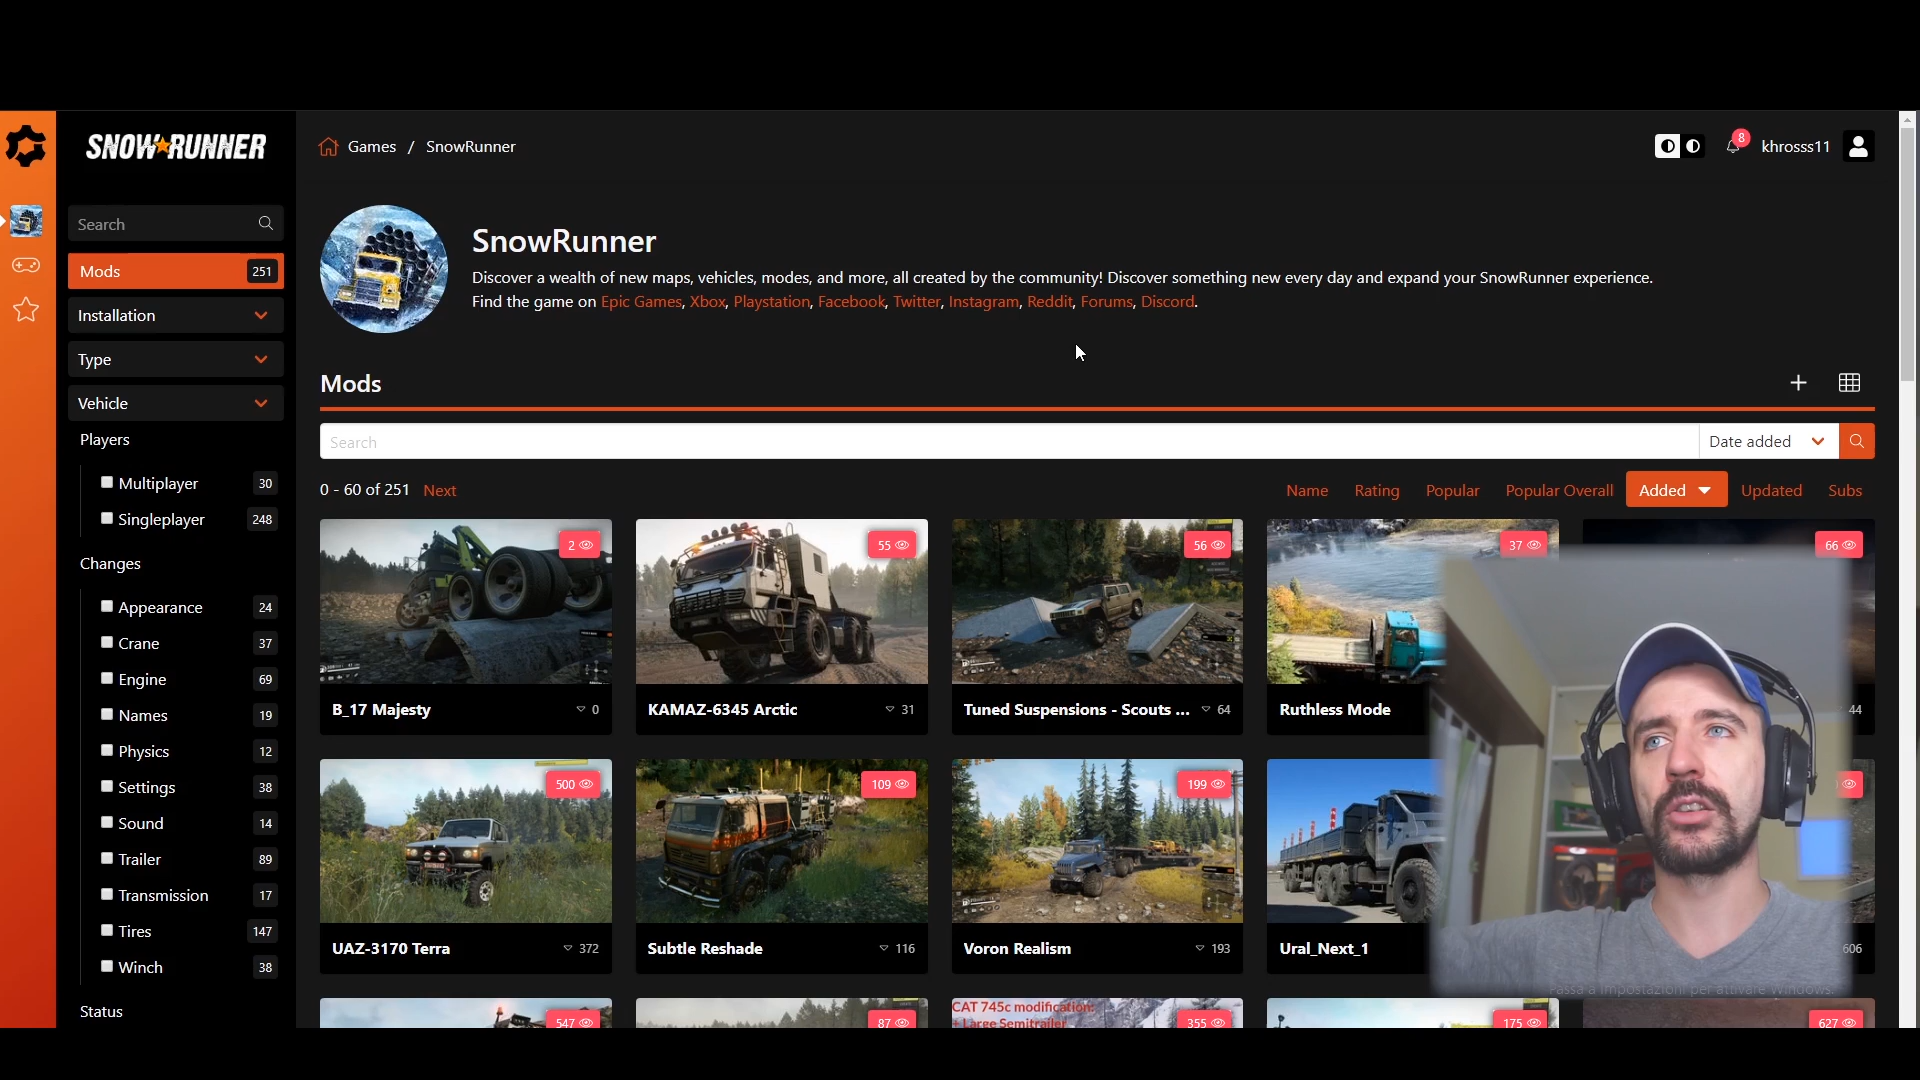 SNOWRUNNER
Games / SnowRunner
8
khrosss11
Search
Mods 251
Installation
Type
Vehicle
Players
Multiplayer 30
Singleplayer 248
Changes
Appearance 24
Crane 37
Engine 69
Names 19
Physics 12
Settings 38
Sound 14
Trailer 89
Transmission 17
Tires 147
Winch 38
Status
SnowRunner
Discover a wealth of new maps, vehicles, modes, and more, all created by the community! Discover something new every day and expand your SnowRunner experience.
Find the game on Epic Games, Xbox, Playstation, Facebook, Twitter, Instagram, Reddit, Forums, Discord.
Mods
Search
Date added
0 - 60 of 251 Next
Name Rating Popular Popular Overall Added Updated Subs
2 55 56 37 66
B_17 Majesty 0
KAMAZ-6345 Arctic 31
Tuned Suspensions - Scouts ... 64
Ruthless Mode
44
500 109 199
UAZ-3170 Terra 372
Subtle Reshade 116
Voron Realism 193
Ural_Next_1
606
CAT 745c modification:
+ Large Semitrailer
547 87 355 175 627
Passa a Impostazioni per attivare Windows.